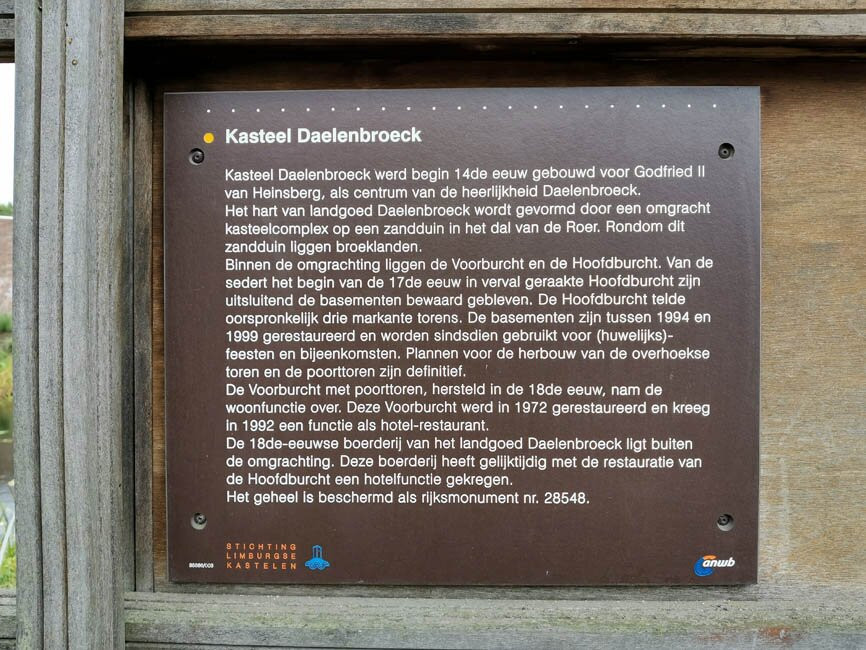 Kasteel Daelenbroeck
Kasteel Daelenbroeck werd begin 14de eeuw gebouwd voor Godfried II
van Heinsberg, als centrum van de heerlijkheid Daelenbroeck.
Het hart van landgoed Daelenbroeck wordt gevormd door een omgracht
kasteelcomplex op een zandduin in het dal van de Roer. Rondom dit
zandduin liggen broeklanden.
Binnen de omgrachting liggen de Voorburcht en de Hoofdburcht. Van de
sedert het begin van de 17de eeuw in verval geraakte Hoofdburcht zijn
uitsluitend de basementen bewaard gebleven. De Hoofdburcht telde
oorspronkelijk drie markante torens. De basementen zijn tussen 1994 en
1999 gerestaureerd en worden sindsdien gebruikt voor (huwelijks)-
feesten en bijeenkomsten. Plannen voor de herbouw van de overhoekse
toren en de poorttoren zijn definitief.
De Voorburcht met poorttoren, hersteld in de 18de eeuw, nam de
woonfunctie over. Deze Voorburcht werd in 1972 gerestaureerd en kreeg
in 1992 een functie als hotel-restaurant.
De 18de-eeuwse boerderij van het landgoed Daelenbroeck ligt buiten
de omgrachting. Deze boerderij heeft gelijktijdig met de restauratie van
de Hoofdburcht een hotelfunctie gekregen.
Het geheel is beschermd als rijksmonument nr. 28548.
STICHTING
LIMBURGSE
KASTELEN
anwb